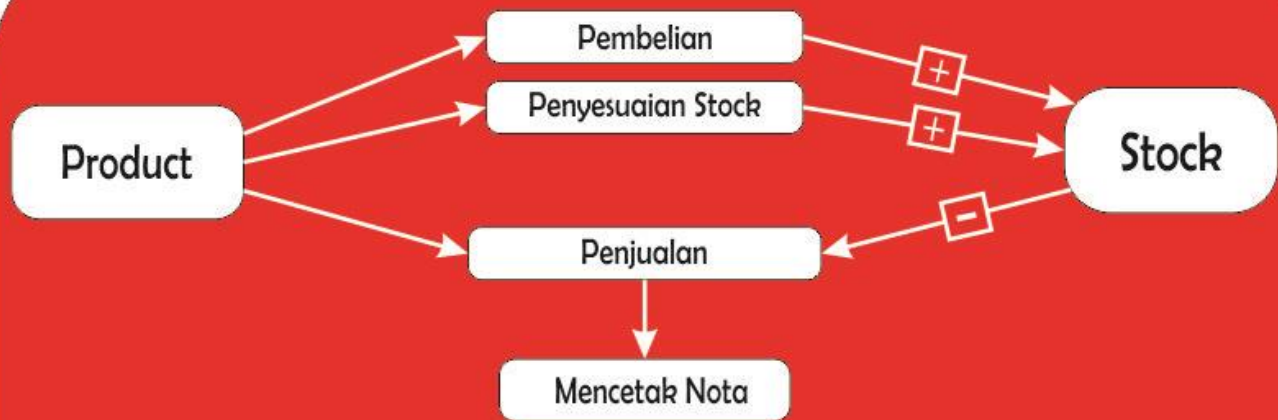 Pembelian
+
Penyesuaian Stock
+
Product
Stock
-
Penjualan
Mencetak Nota